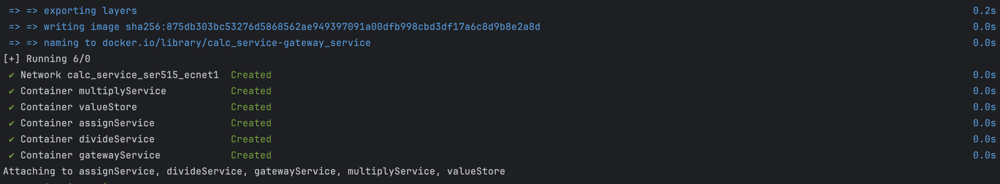 => => exporting layers 0.2s
=> => writing image sha256:875db303bc53276d5868562ae949397091a00dfb998cbd3df17a6c8d9b8e2a8d 0.0s
=> => naming to docker.io/library/calc_service-gateway_service 0.0s
[+] Running 6/0
✔ Network calc_service_ser515_ecnet1 Created 0.0s
✔ Container multiplyService Created 0.0s
✔ Container valueStore Created 0.0s
✔ Container assignService Created 0.0s
✔ Container divideService Created 0.0s
✔ Container gatewayService Created 0.0s
Attaching to assignService, divideService, gatewayService, multiplyService, valueStore